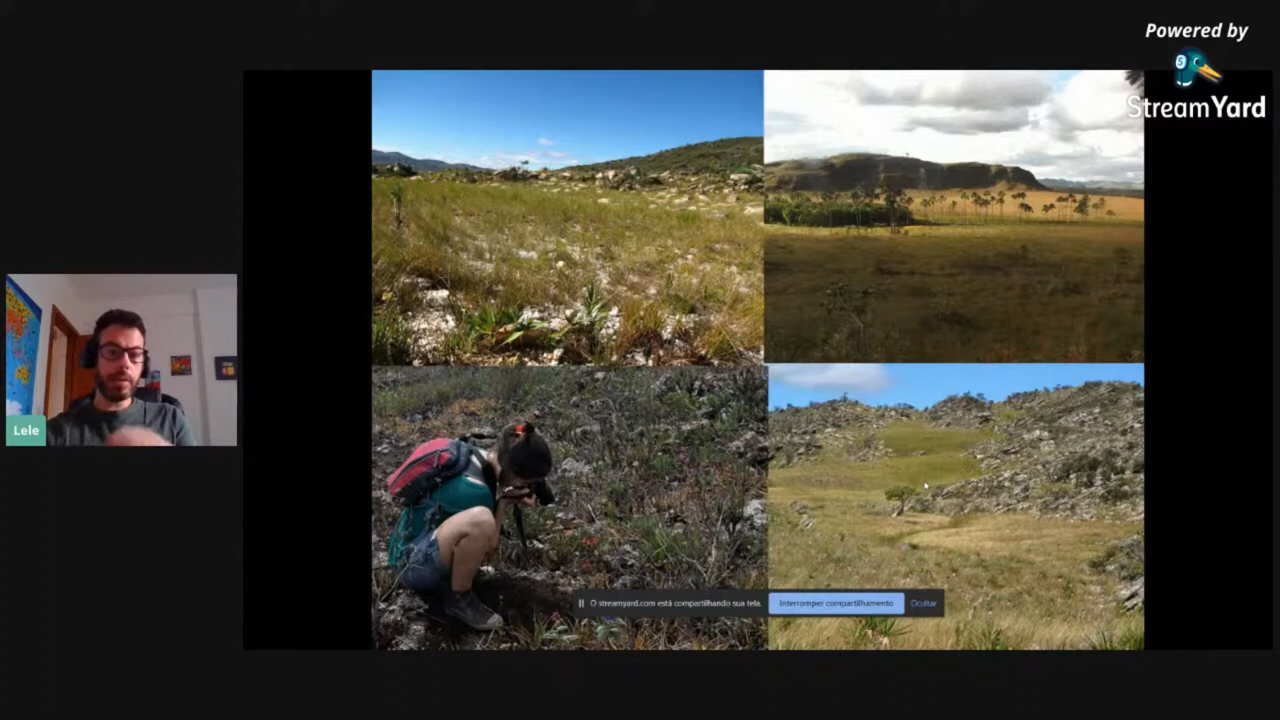 Powered by
StreamYard
Lele
O streamyard.com está compartilhando sua tela.
Interromper compartilhamento
Ocultar